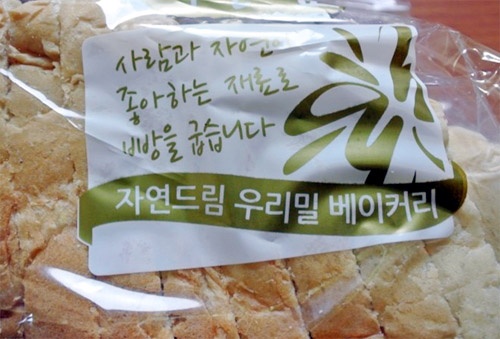 사람과 자연이
좋아하는 재료로
빵을 굽습니다
자연드림 우리밀 베이커리